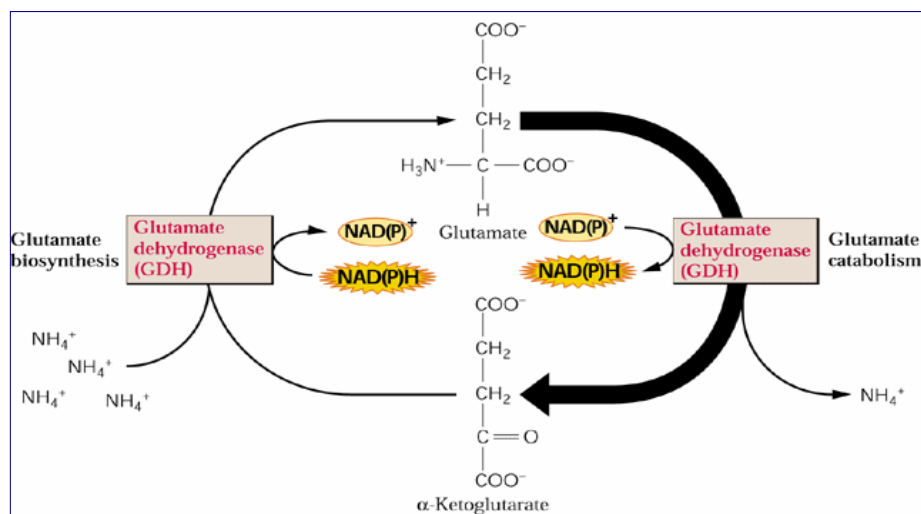 COO⁻
CH₂
CH₂
H₃N⁺ C COO⁻
H
Glutamate
Glutamate
biosynthesis
Glutamate
dehydrogenase
(GDH)
NAD(P)⁺
NAD(P)H
NAD(P)⁺
NAD(P)H
Glutamate
dehydrogenase
(GDH)
Glutamate
catabolism
NH₄⁺
NH₄⁺
NH₄⁺
NH₄⁺
COO⁻
CH₂
CH₂
C O
COO⁻
α-Ketoglutarate
NH₄⁺